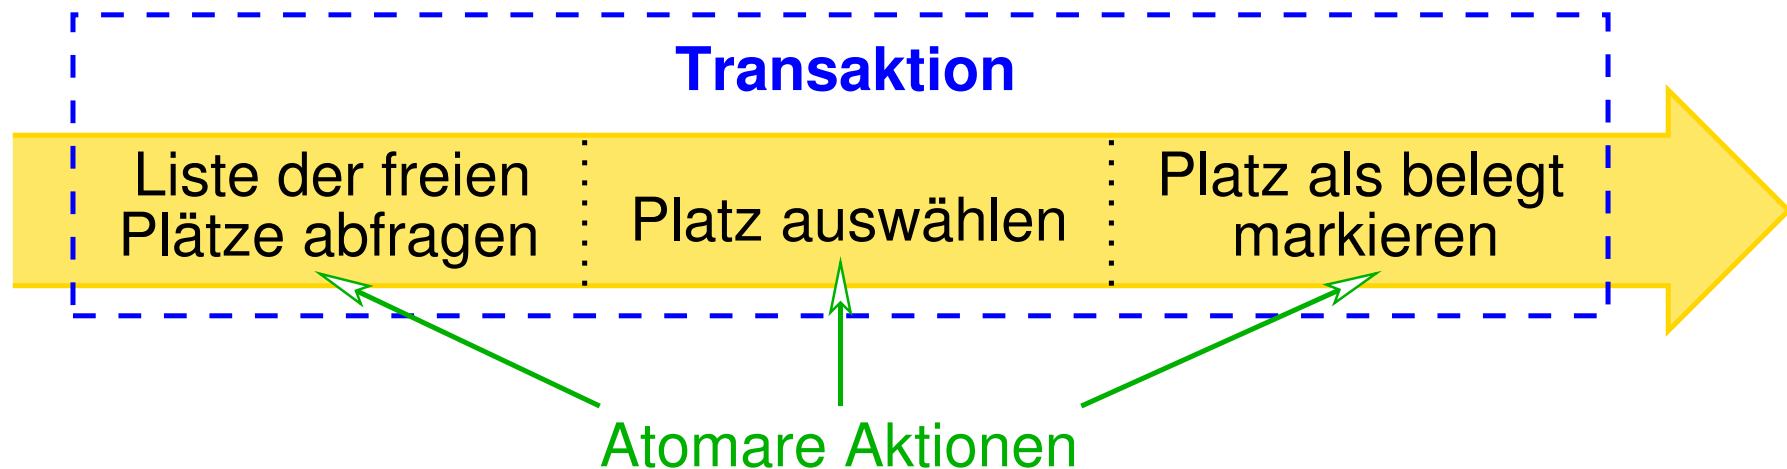 Transaktion
Liste der freien
Plätze abfragen
Platz auswählen
Platz als belegt
markieren
Atomare Aktionen